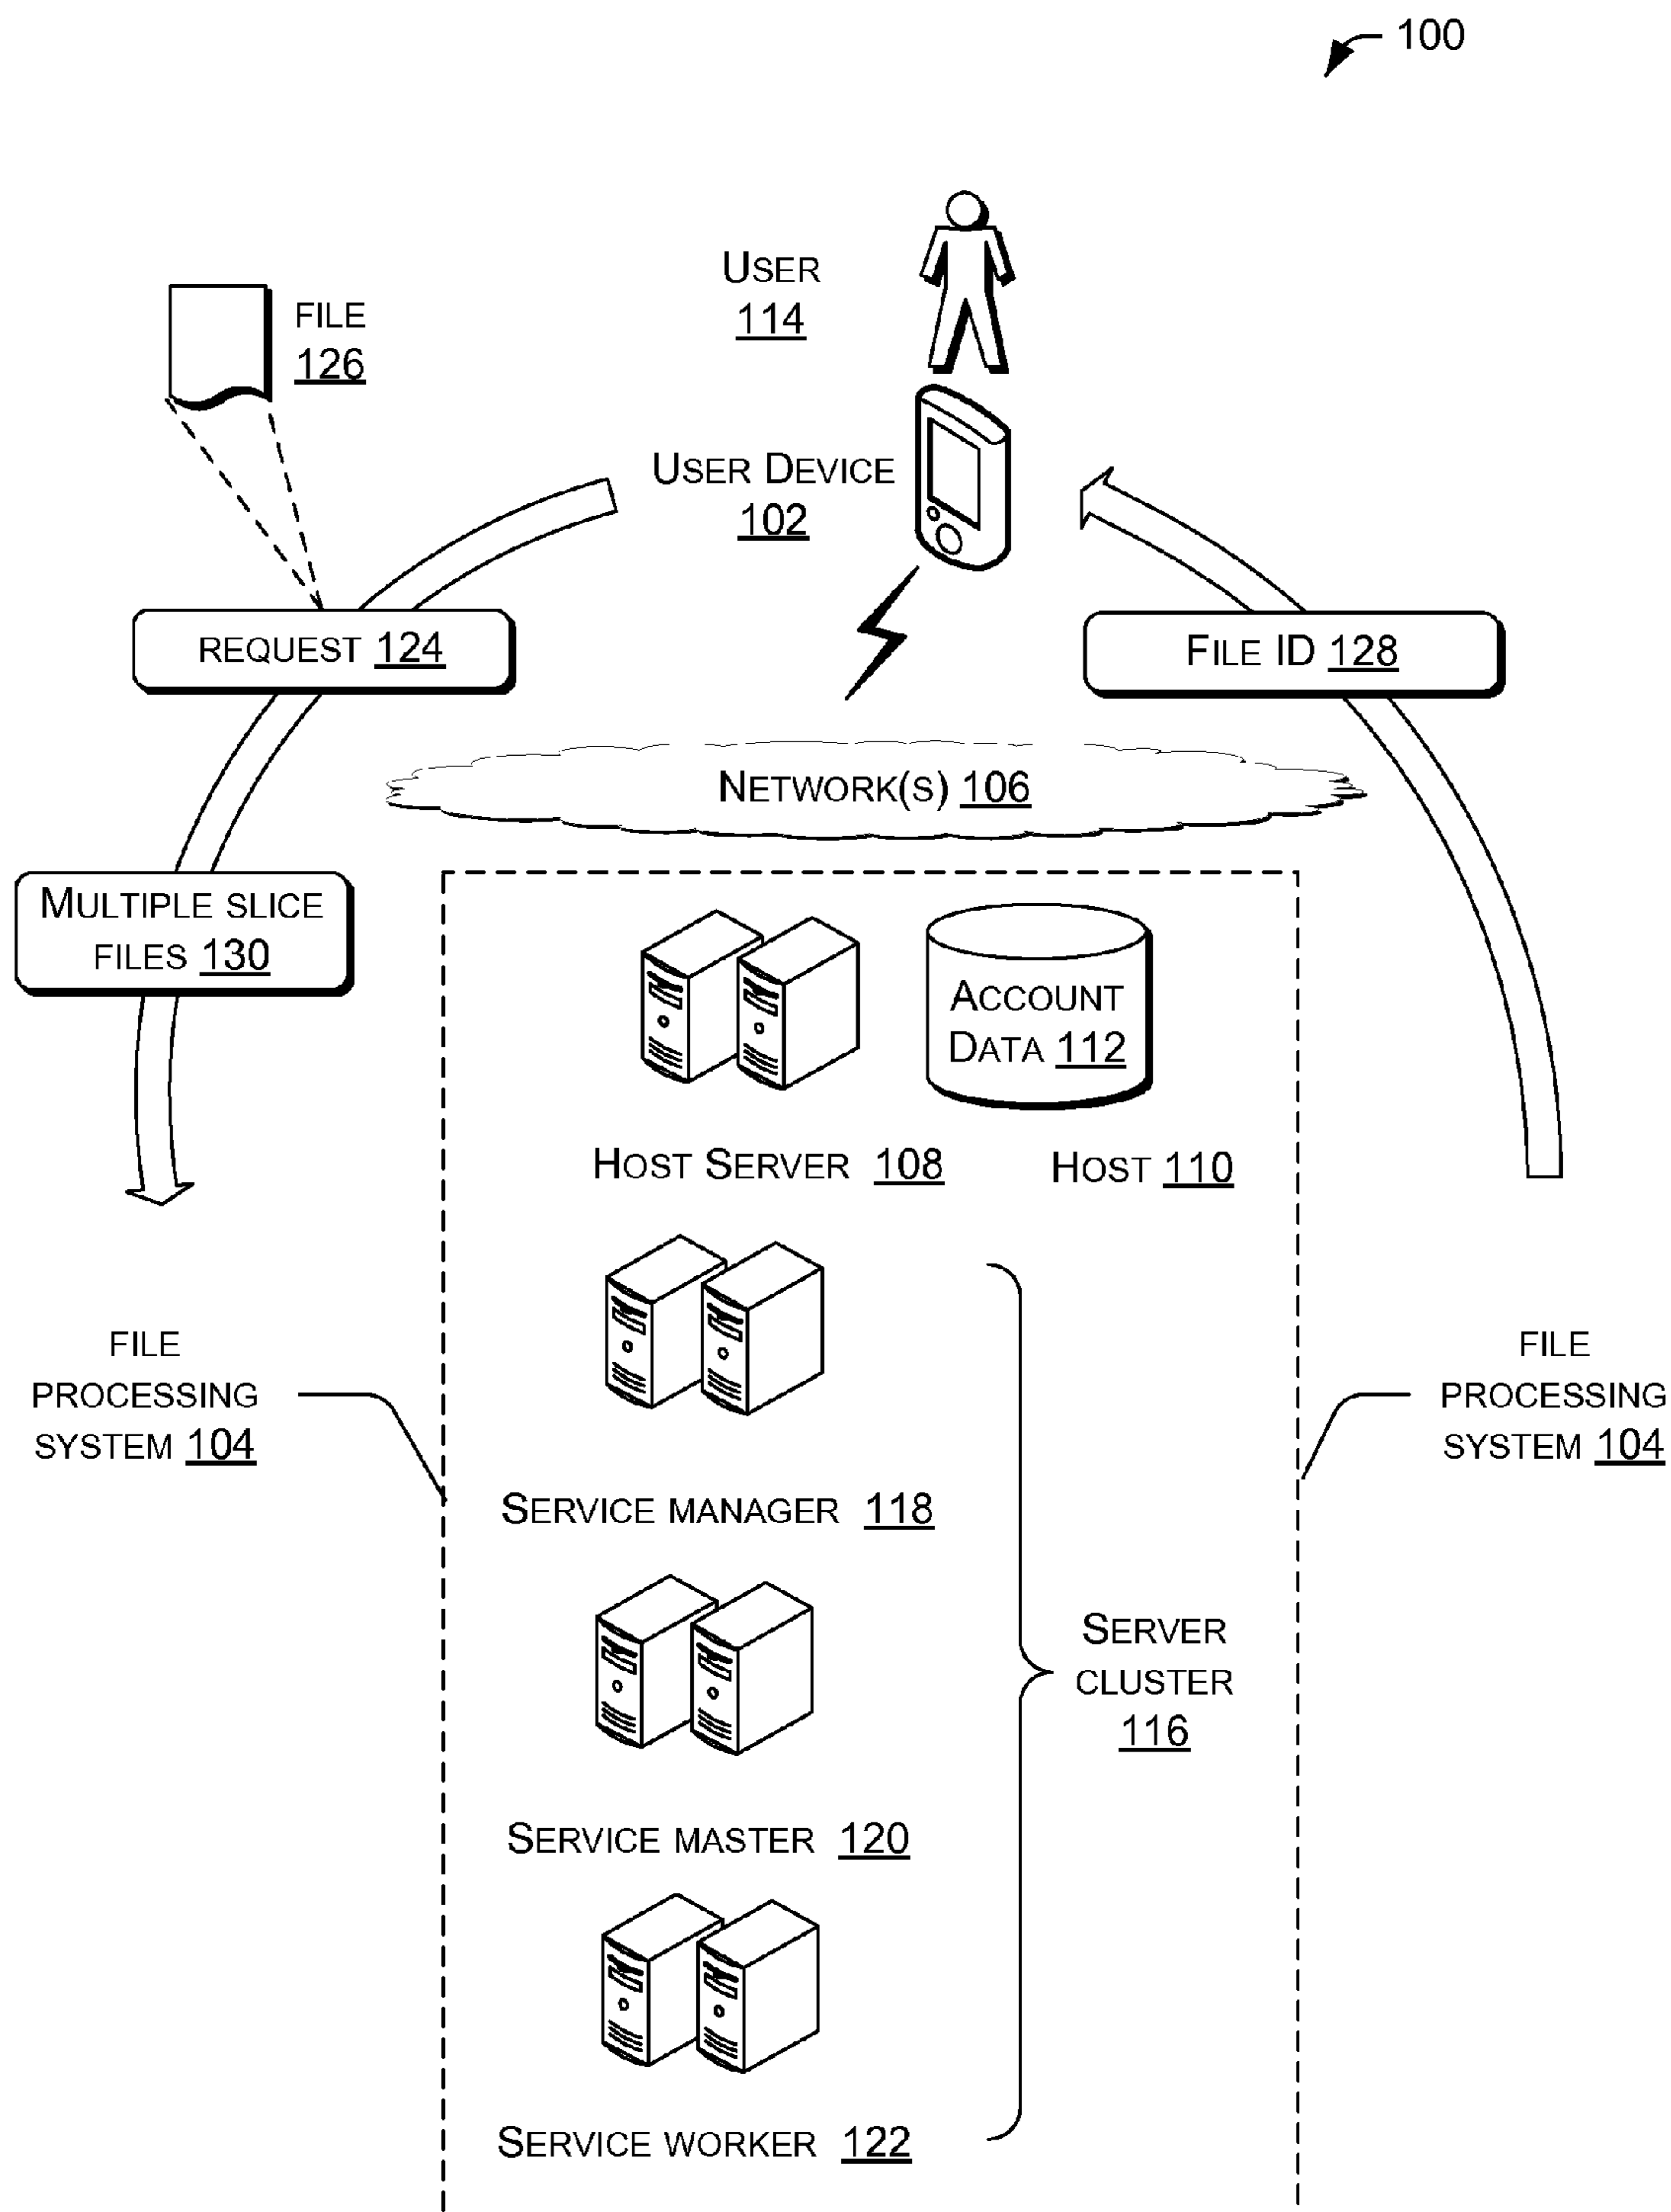 100
USER
114
FILE
126
USER DEVICE
102
REQUEST 124
FILE ID 128
NETWORK(S) 106
MULTIPLE SLICE
FILES 130
ACCOUNT
DATA 112
HOST SERVER 108
HOST 110
FILE
PROCESSING
SYSTEM 104
FILE
PROCESSING
SYSTEM 104
SERVICE MANAGER 118
SERVER
CLUSTER
116
SERVICE MASTER 120
SERVICE WORKER 122